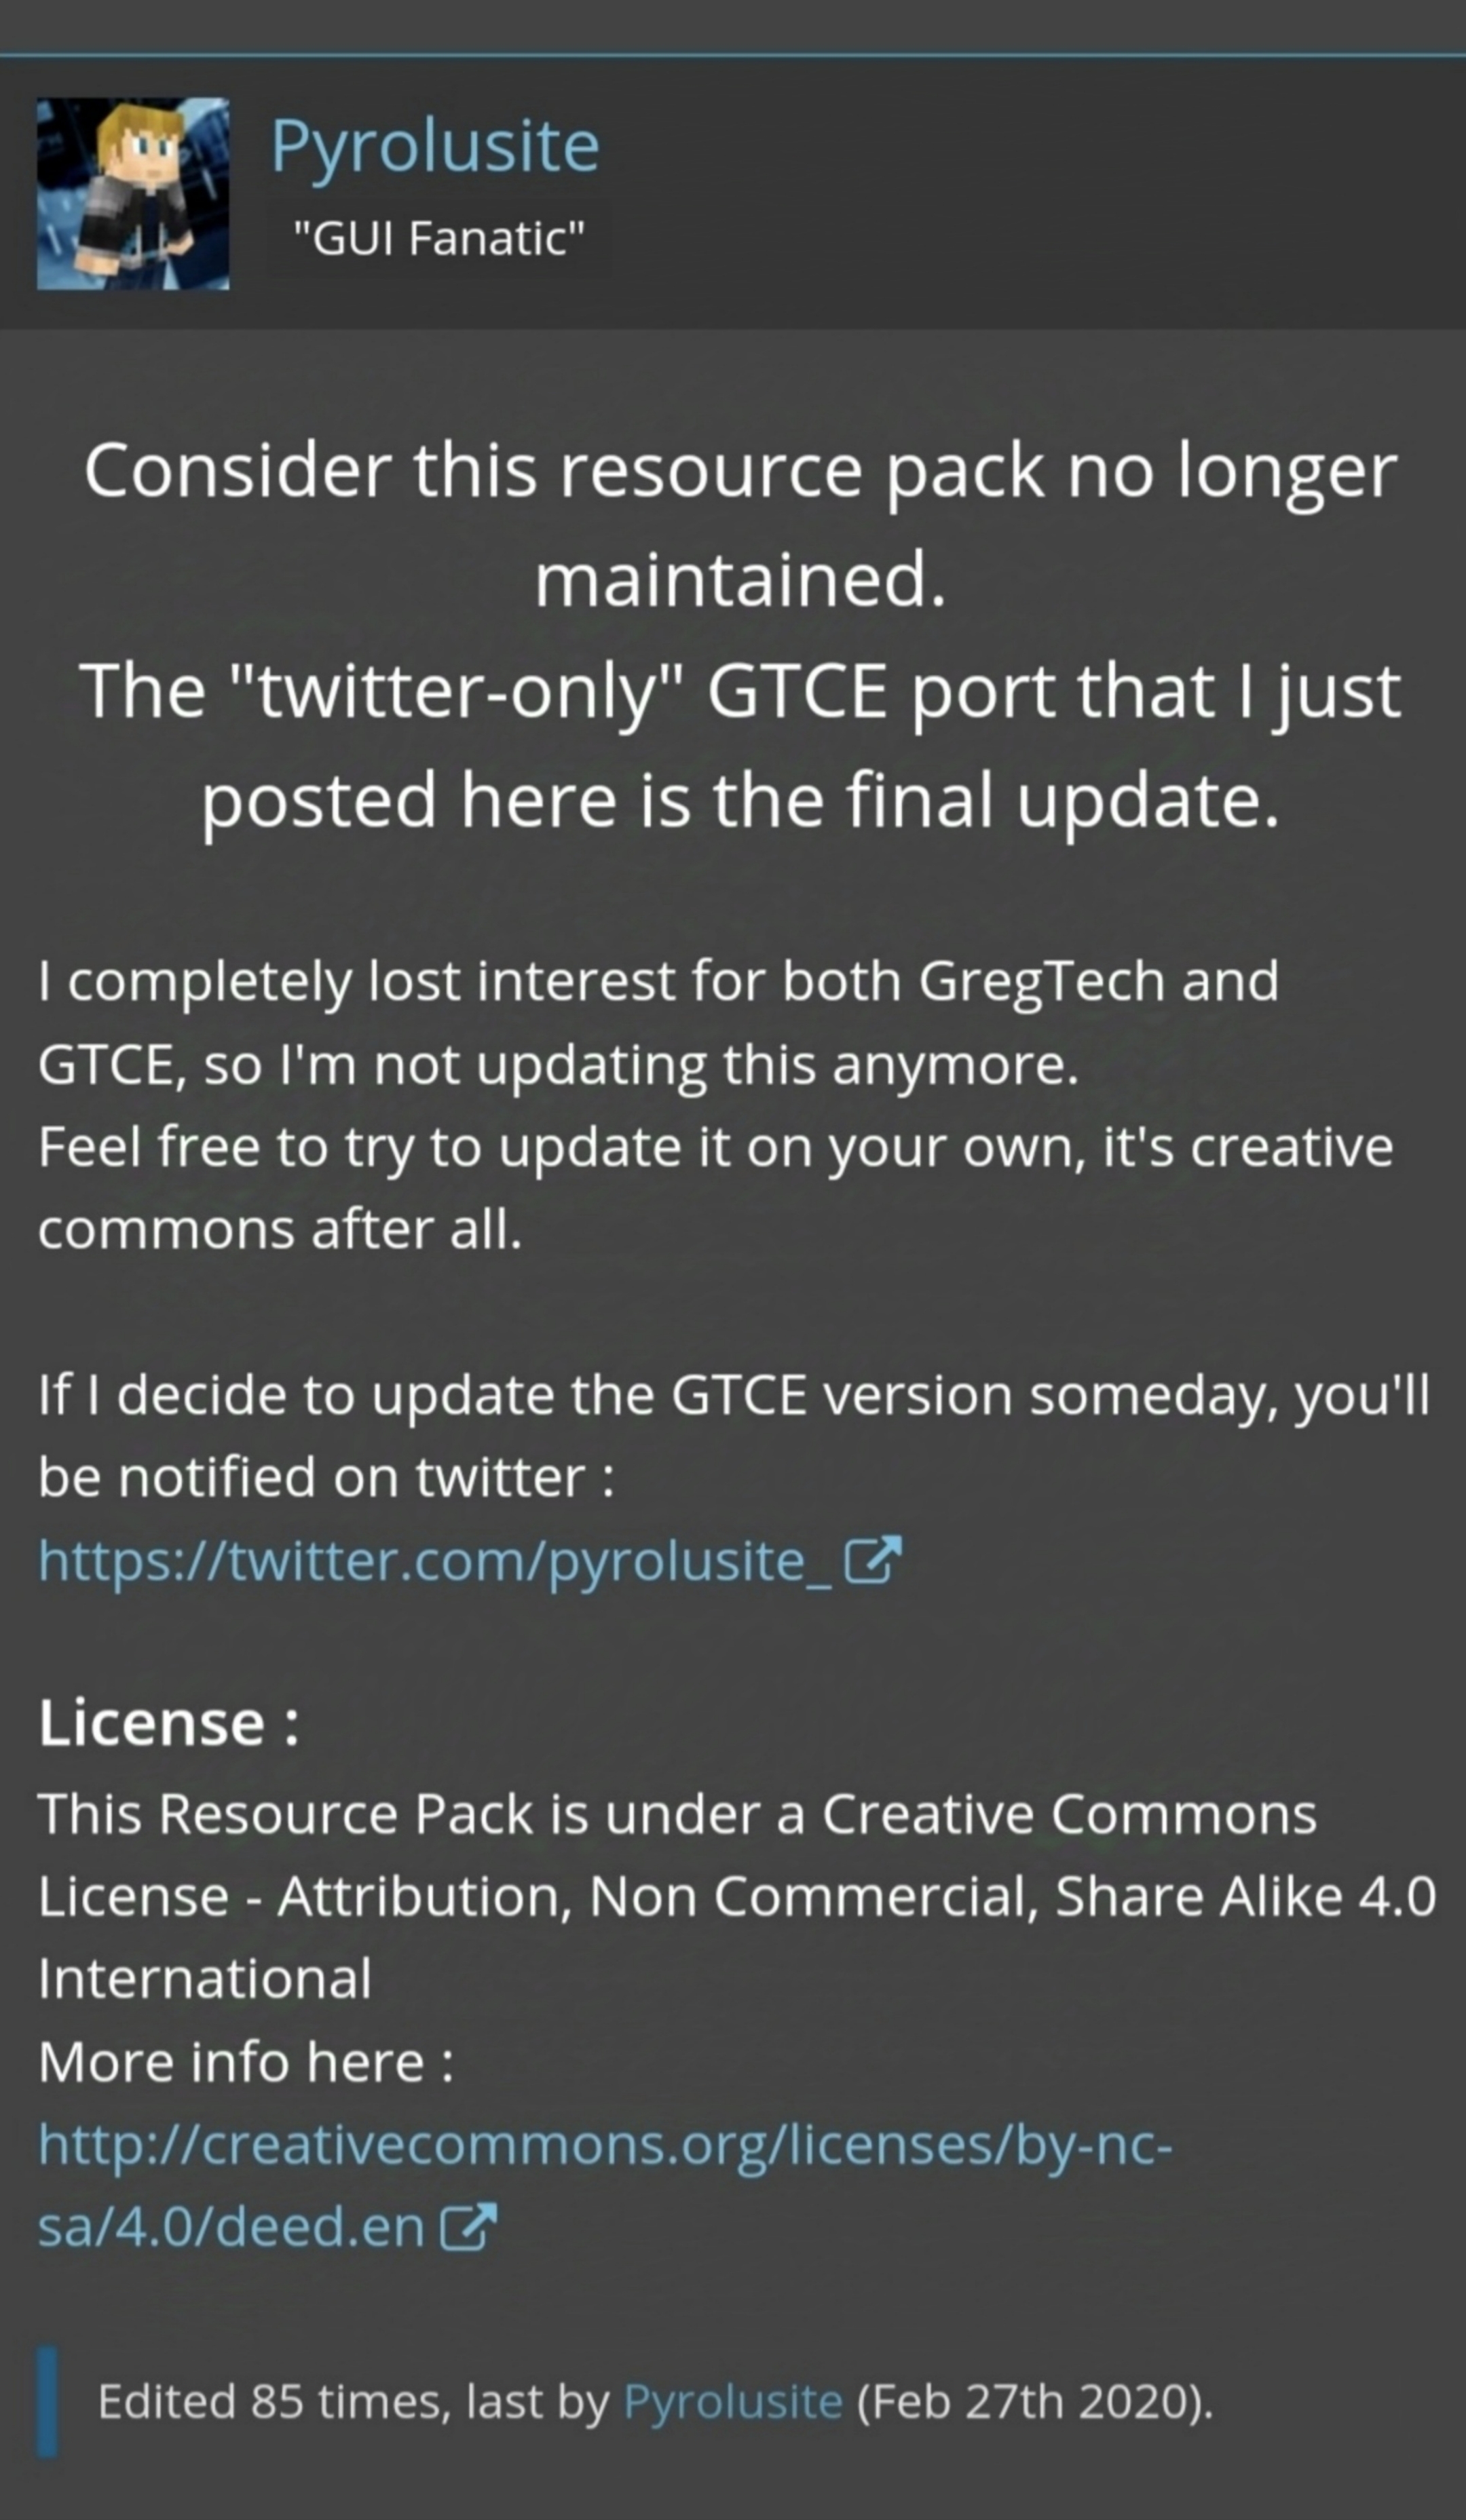 Pyrolusite
"GUI Fanatic"
Consider this resource pack no longer
maintained.
The "twitter-only" GTCE port that I just
posted here is the final update.
I completely lost interest for both GregTech and
GTCE, so I'm not updating this anymore.
Feel free to try to update it on your own, it's creative
commons after all.
If I decide to update the GTCE version someday, you'll
be notified on twitter :
https://twitter.com/pyrolusite_
License :
This Resource Pack is under a Creative Commons
License - Attribution, Non Commercial, Share Alike 4.0
International
More info here :
http://creativecommons.org/licenses/by-nc-
sa/4.0/deed.en
Edited 85 times, last by Pyrolusite (Feb 27th 2020).